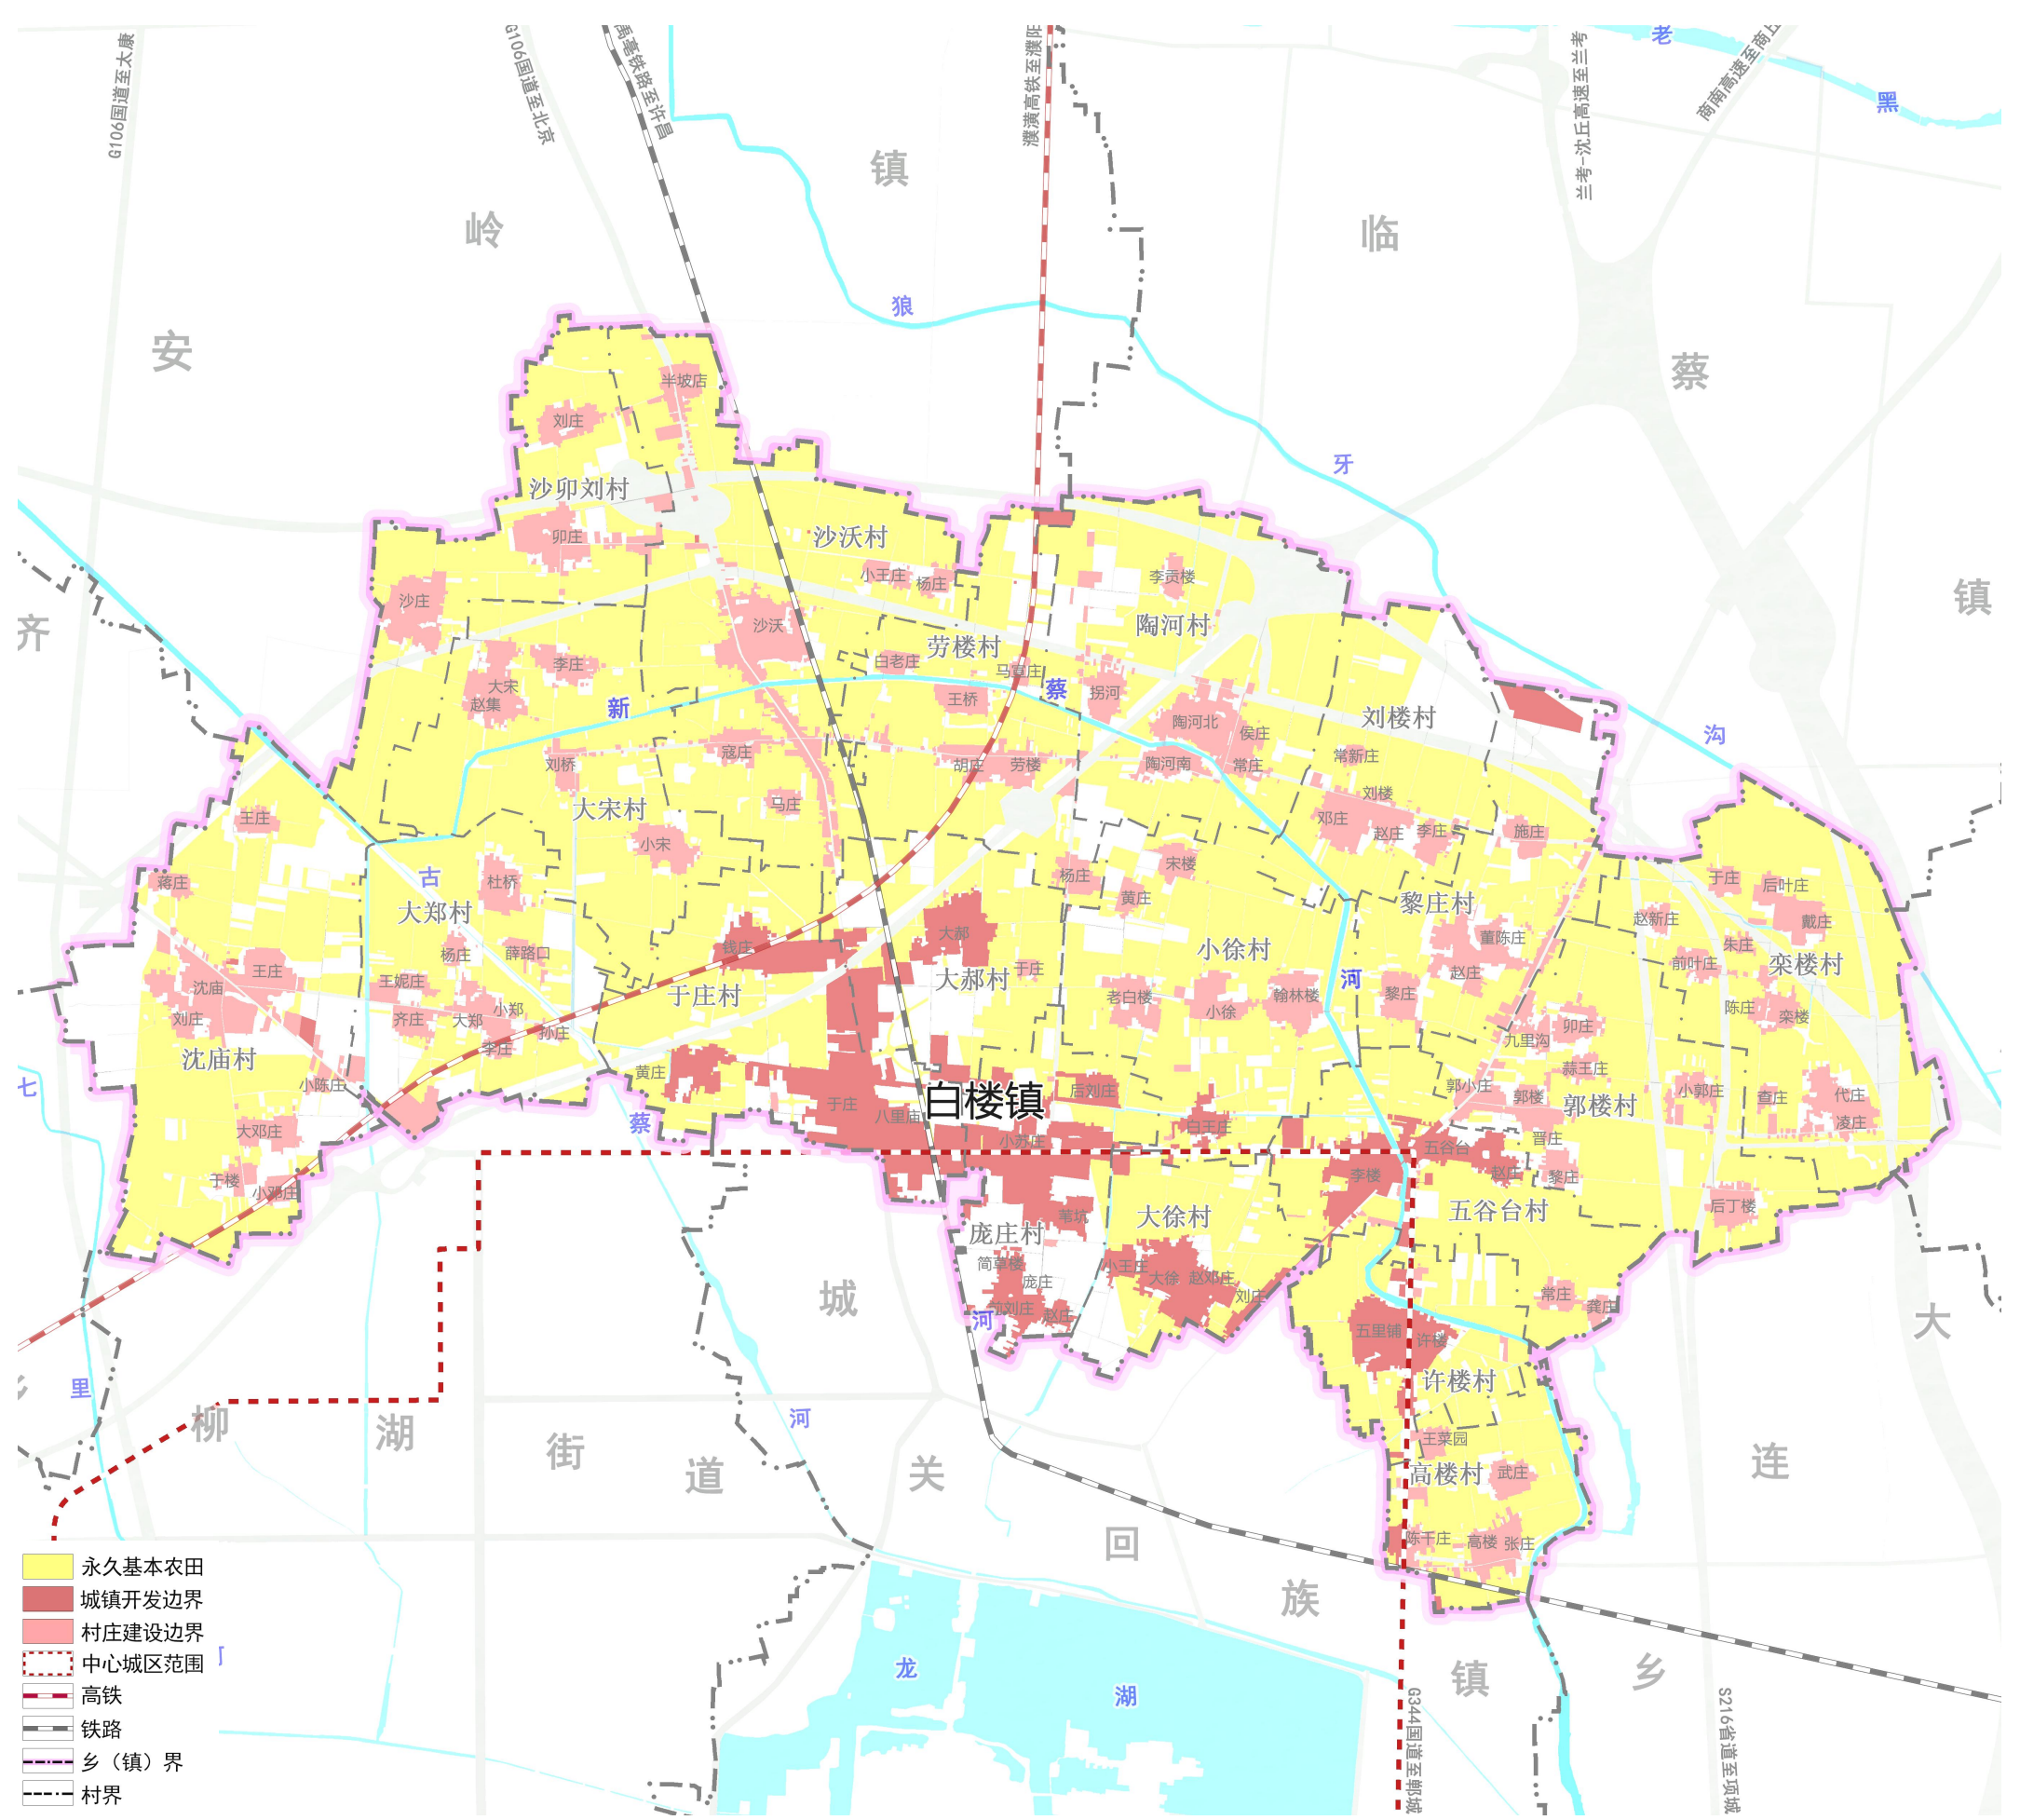 G106国道至太康
G106国道至北京
禹亳铁路至许昌
濮潢高铁至濮阳
兰考-沈丘高速至兰考
商南高速至商丘
老
黑
镇
岭
临
安
狼
蔡
牙
镇
齐
半坡店
刘庄
沙卯刘村
卯庄
沙沃村
小王庄
杨庄
李贡楼
沙庄
沙沃
陶河村
劳楼村
白老庄
马宣庄
李庄
大宋
赵集
新
王桥
蔡
拐河
陶河北
侯庄
刘楼村
沟
寇庄
刘桥
胡庄
劳楼
陶河南
常庄
常新庄
大宋村
马庄
刘楼
王庄
小宋
邓庄
赵庄
李庄
施庄
蒋庄
古
杜桥
杨庄
宋楼
黄庄
于庄
后叶庄
大郑村
黎庄村
赵新庄
戴庄
钱庄
大郝
董陈庄
朱庄
杨庄
薛路口
小徐村
前叶庄
栾楼村
王庄
沈庙
王妮庄
于庄村
大郝村
于庄
赵庄
河
老白楼
小徐
翰林楼
黎庄
陈庄
栾楼
刘庄
齐庄
大郑
小郑
孙庄
李庄
九里沟
卯庄
沈庙村
小陈庄
黄庄
蒜王庄
七
白楼镇
后刘庄
郭小庄
郭楼
郭楼村
小郭庄
查庄
代庄
凌庄
于庄
八里庙
蔡
大邓庄
小苏庄
白王庄
五谷台
晋庄
于楼
小邓庄
李楼
赵庄
黎庄
后丁楼
苇坑
大徐村
五谷台村
庞庄村
简草楼
庞庄
小王庄
大徐
赵邓庄
刘庄
常庄
龚庄
城
前刘庄
赵庄
河
五里铺
许楼
大
许楼村
里
柳
湖
街
道
关
河
王菜园
高楼村
武庄
连
陈千庄
高楼
张庄
回
族
镇
乡
龙
湖
G344国道至郸城
S216省道至项城
永久基本农田
城镇开发边界
村庄建设边界
中心城区范围
高铁
铁路
乡（镇）界
村界